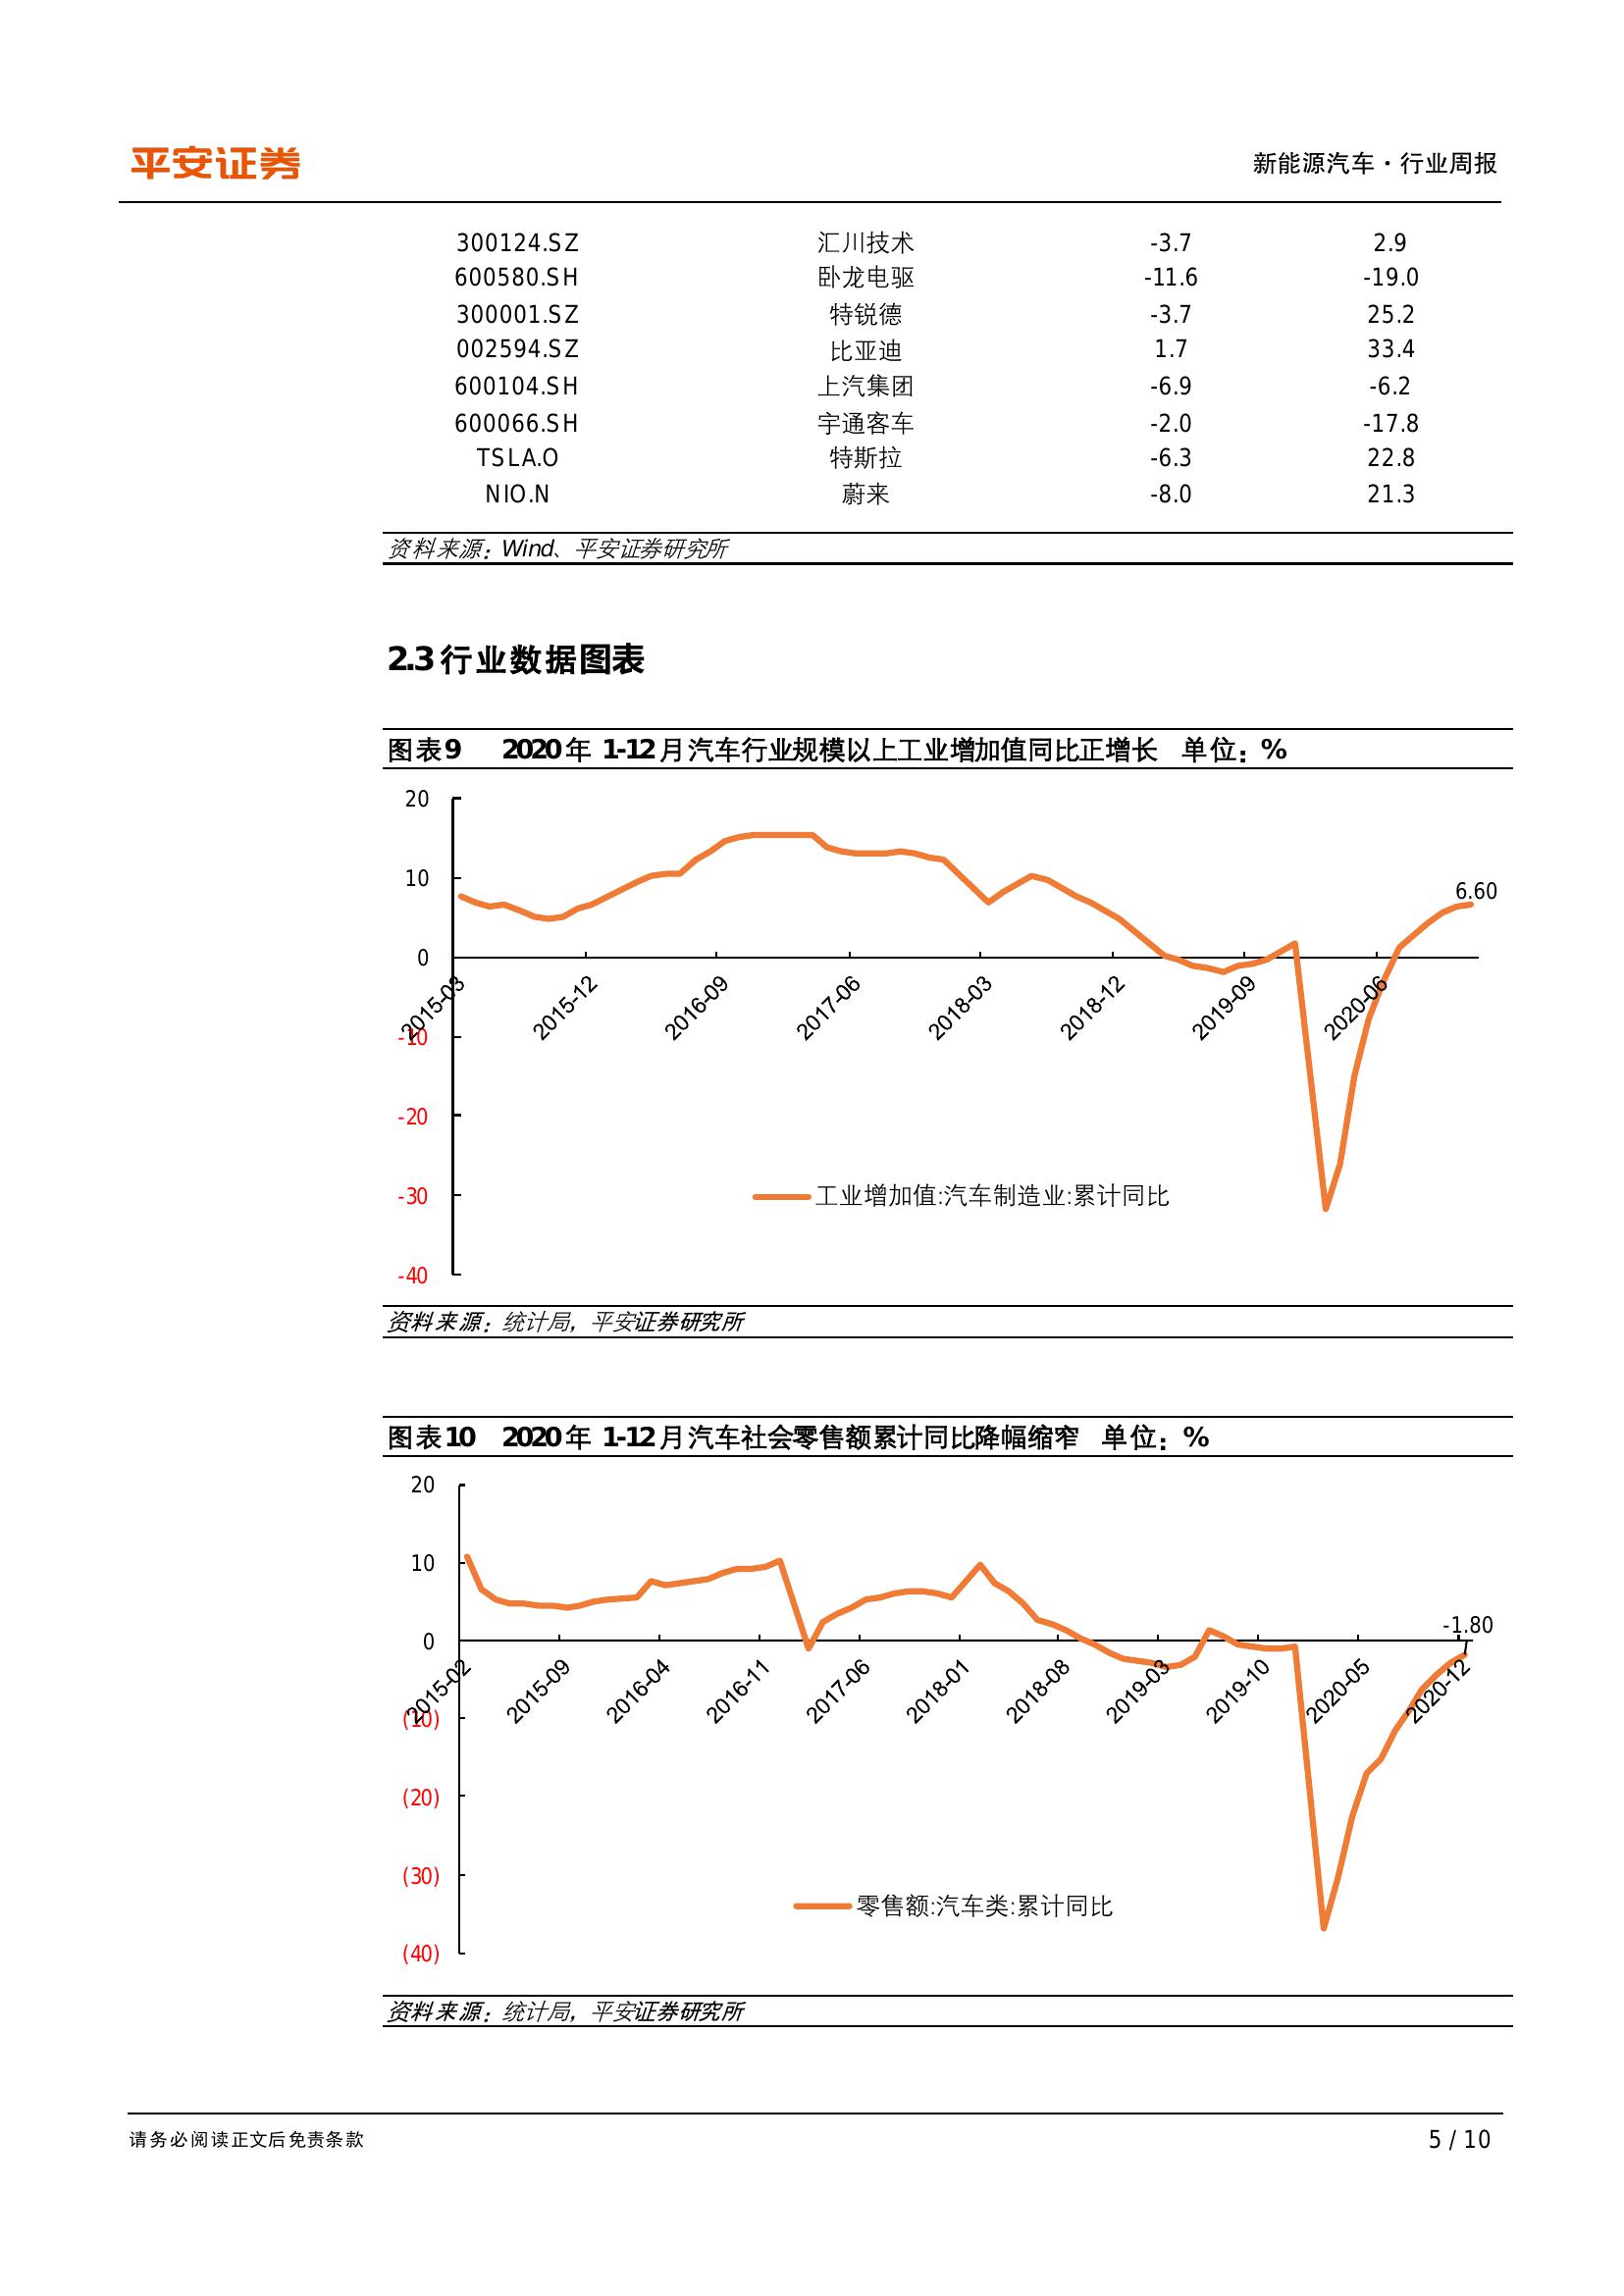 平安证券
新能源汽车·行业周报
300124.SZ 汇川技术 -3.7 2.9
600580.SH 卧龙电驱 -11.6 -19.0
300001.SZ 特锐德 -3.7 25.2
002594.SZ 比亚迪 1.7 33.4
600104.SH 上汽集团 -6.9 -6.2
600066.SH 宇通客车 -2.0 -17.8
TSLA.O 特斯拉 -6.3 22.8
NIO.N 蔚来 -8.0 21.3
资料来源：Wind、平安证券研究所
2.3 行业数据图表
图表9 2020 年 1-12 月汽车行业规模以上工业增加值同比正增长 单位：%
20
10
0
-10
-20
-30
-40
6.60
2015-03 2015-12 2016-09 2017-06 2018-03 2018-12 2019-09 2020-06
工业增加值:汽车制造业:累计同比
资料来源：统计局，平安证券研究所
图表10 2020 年 1-12 月汽车社会零售额累计同比降幅缩窄 单位：%
20
10
0
(10)
(20)
(30)
(40)
-1.80
2015-02 2015-09 2016-04 2016-11 2017-06 2018-01 2018-08 2019-03 2019-10 2020-05 2020-12
零售额:汽车类:累计同比
资料来源：统计局，平安证券研究所
请务必阅读正文后免责条款
5 / 10